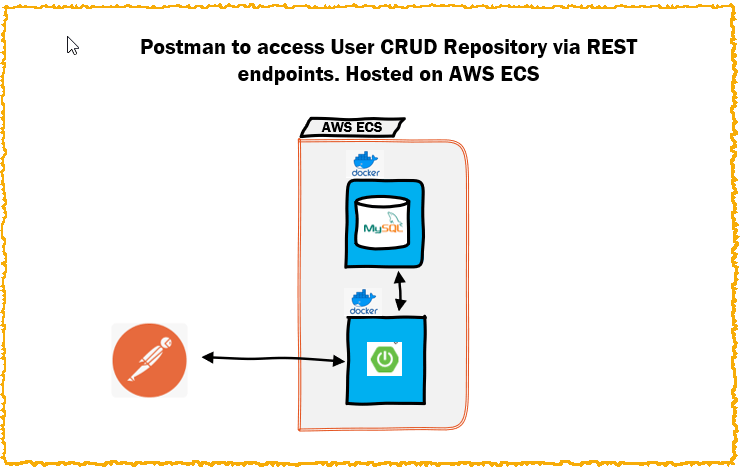 Postman to access User CRUD Repository via REST
endpoints. Hosted on AWS ECS
AWS ECS
docker
MySQL
docker